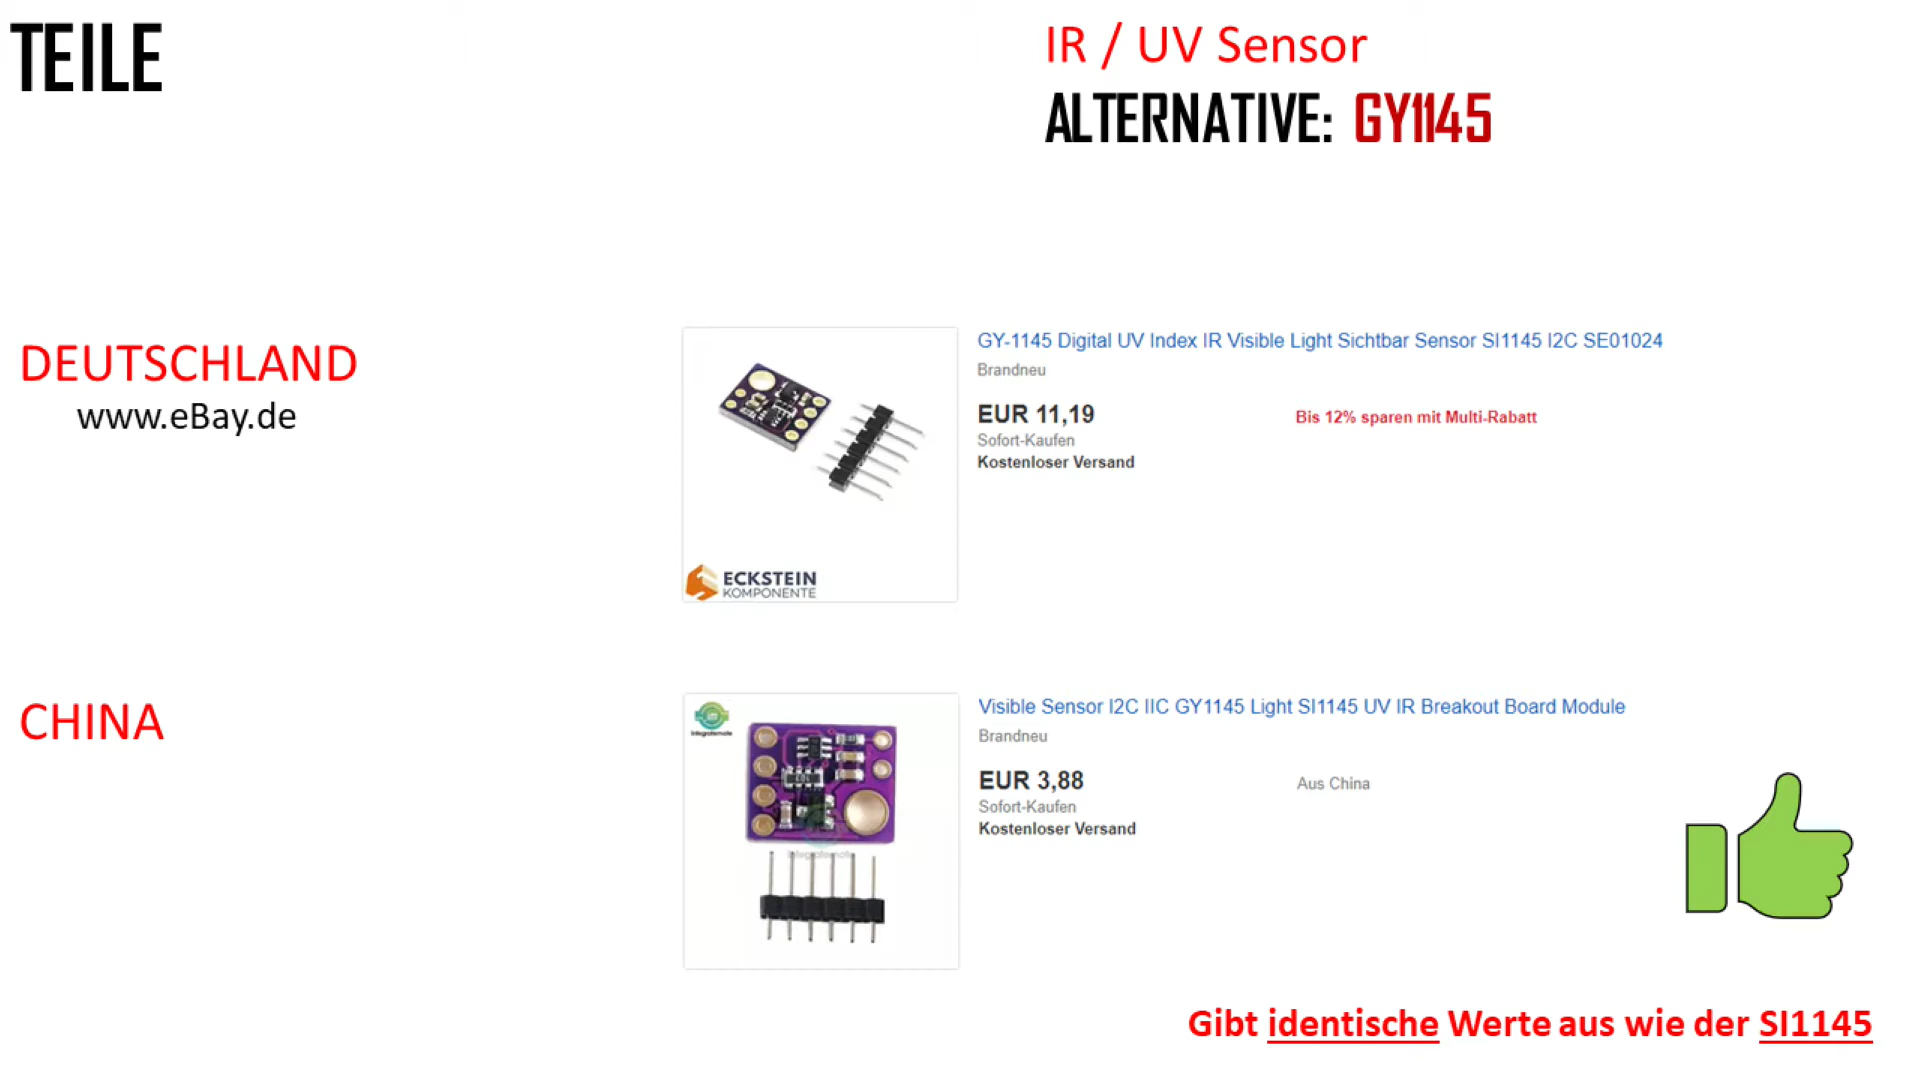 TEILE
IR / UV Sensor
ALTERNATIVE: GY1145
DEUTSCHLAND
www.eBay.de
GY-1145 Digital UV Index IR Visible Light Sichtbar Sensor SI1145 I2C SE01024
Brandneu
EUR 11,19
Bis 12% sparen mit Multi-Rabatt
Sofort-Kaufen
Kostenloser Versand
ECKSTEIN
KOMPONENTE
CHINA
Visible Sensor I2C IIC GY1145 Light SI1145 UV IR Breakout Board Module
Brandneu
EUR 3,88
Aus China
Sofort-Kaufen
Kostenloser Versand
Gibt identische Werte aus wie der SI1145